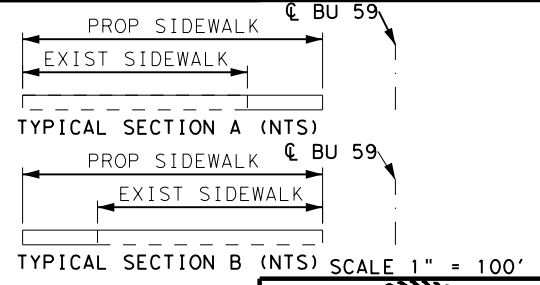 ℄ BU 59
PROP SIDEWALK
EXIST SIDEWALK
TYPICAL SECTION A (NTS)
℄ BU 59
PROP SIDEWALK
EXIST SIDEWALK
TYPICAL SECTION B (NTS)
SCALE 1" = 100'